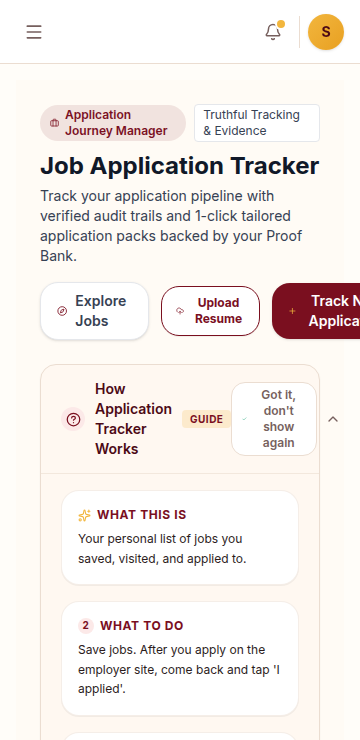 S
Application
Journey Manager
Truthful Tracking
& Evidence
Job Application Tracker
Track your application pipeline with
verified audit trails and 1-click tailored
application packs backed by your Proof
Bank.
Explore
Jobs
Upload
Resume
Track
How
Application
Tracker
Works
GUIDE
Got it,
don't
show
again
WHAT THIS IS
Your personal list of jobs you
saved, visited, and applied to.
2 WHAT TO DO
Save jobs. After you apply on the
employer site, come back and tap 'I
applied'.